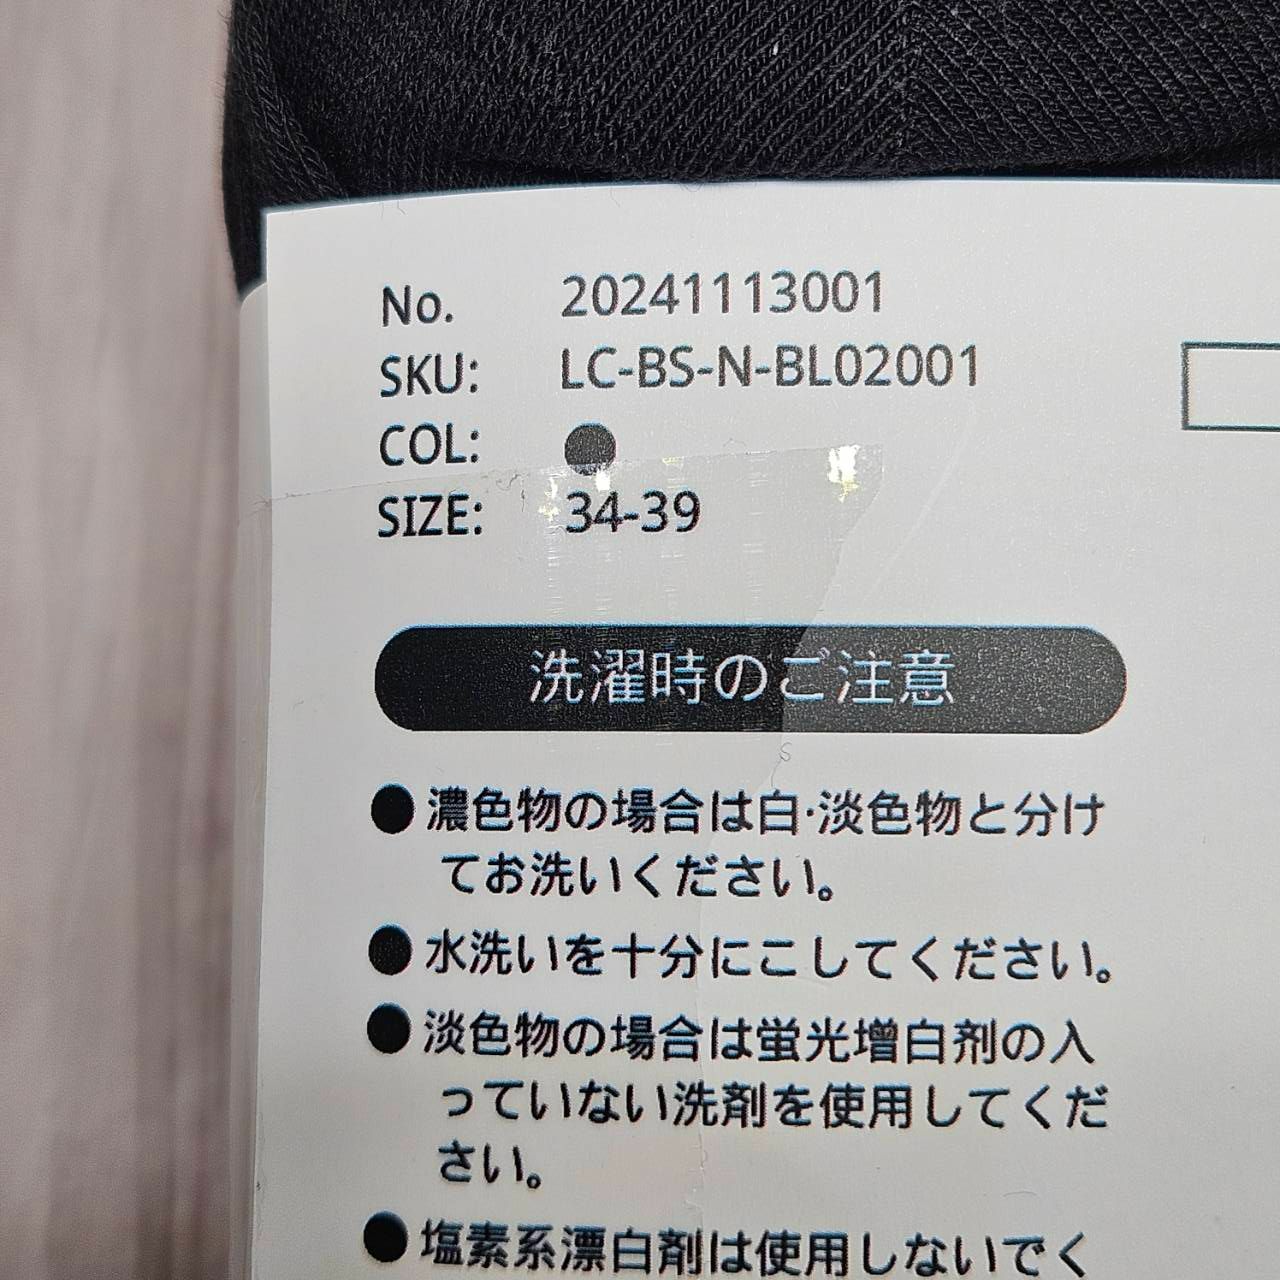 No. 20241113001
SKU: LC-BS-N-BL02001
COL: ●
SIZE: 34-39
洗濯時のご注意
●濃色物の場合は白·淡色物と分け
てお洗いください。
●水洗いを十分にこしてください。
●淡色物の場合は蛍光増白剤の入
っていない洗剤を使用してくだ
さい。
●塩素系漂白剤は使用しないでく